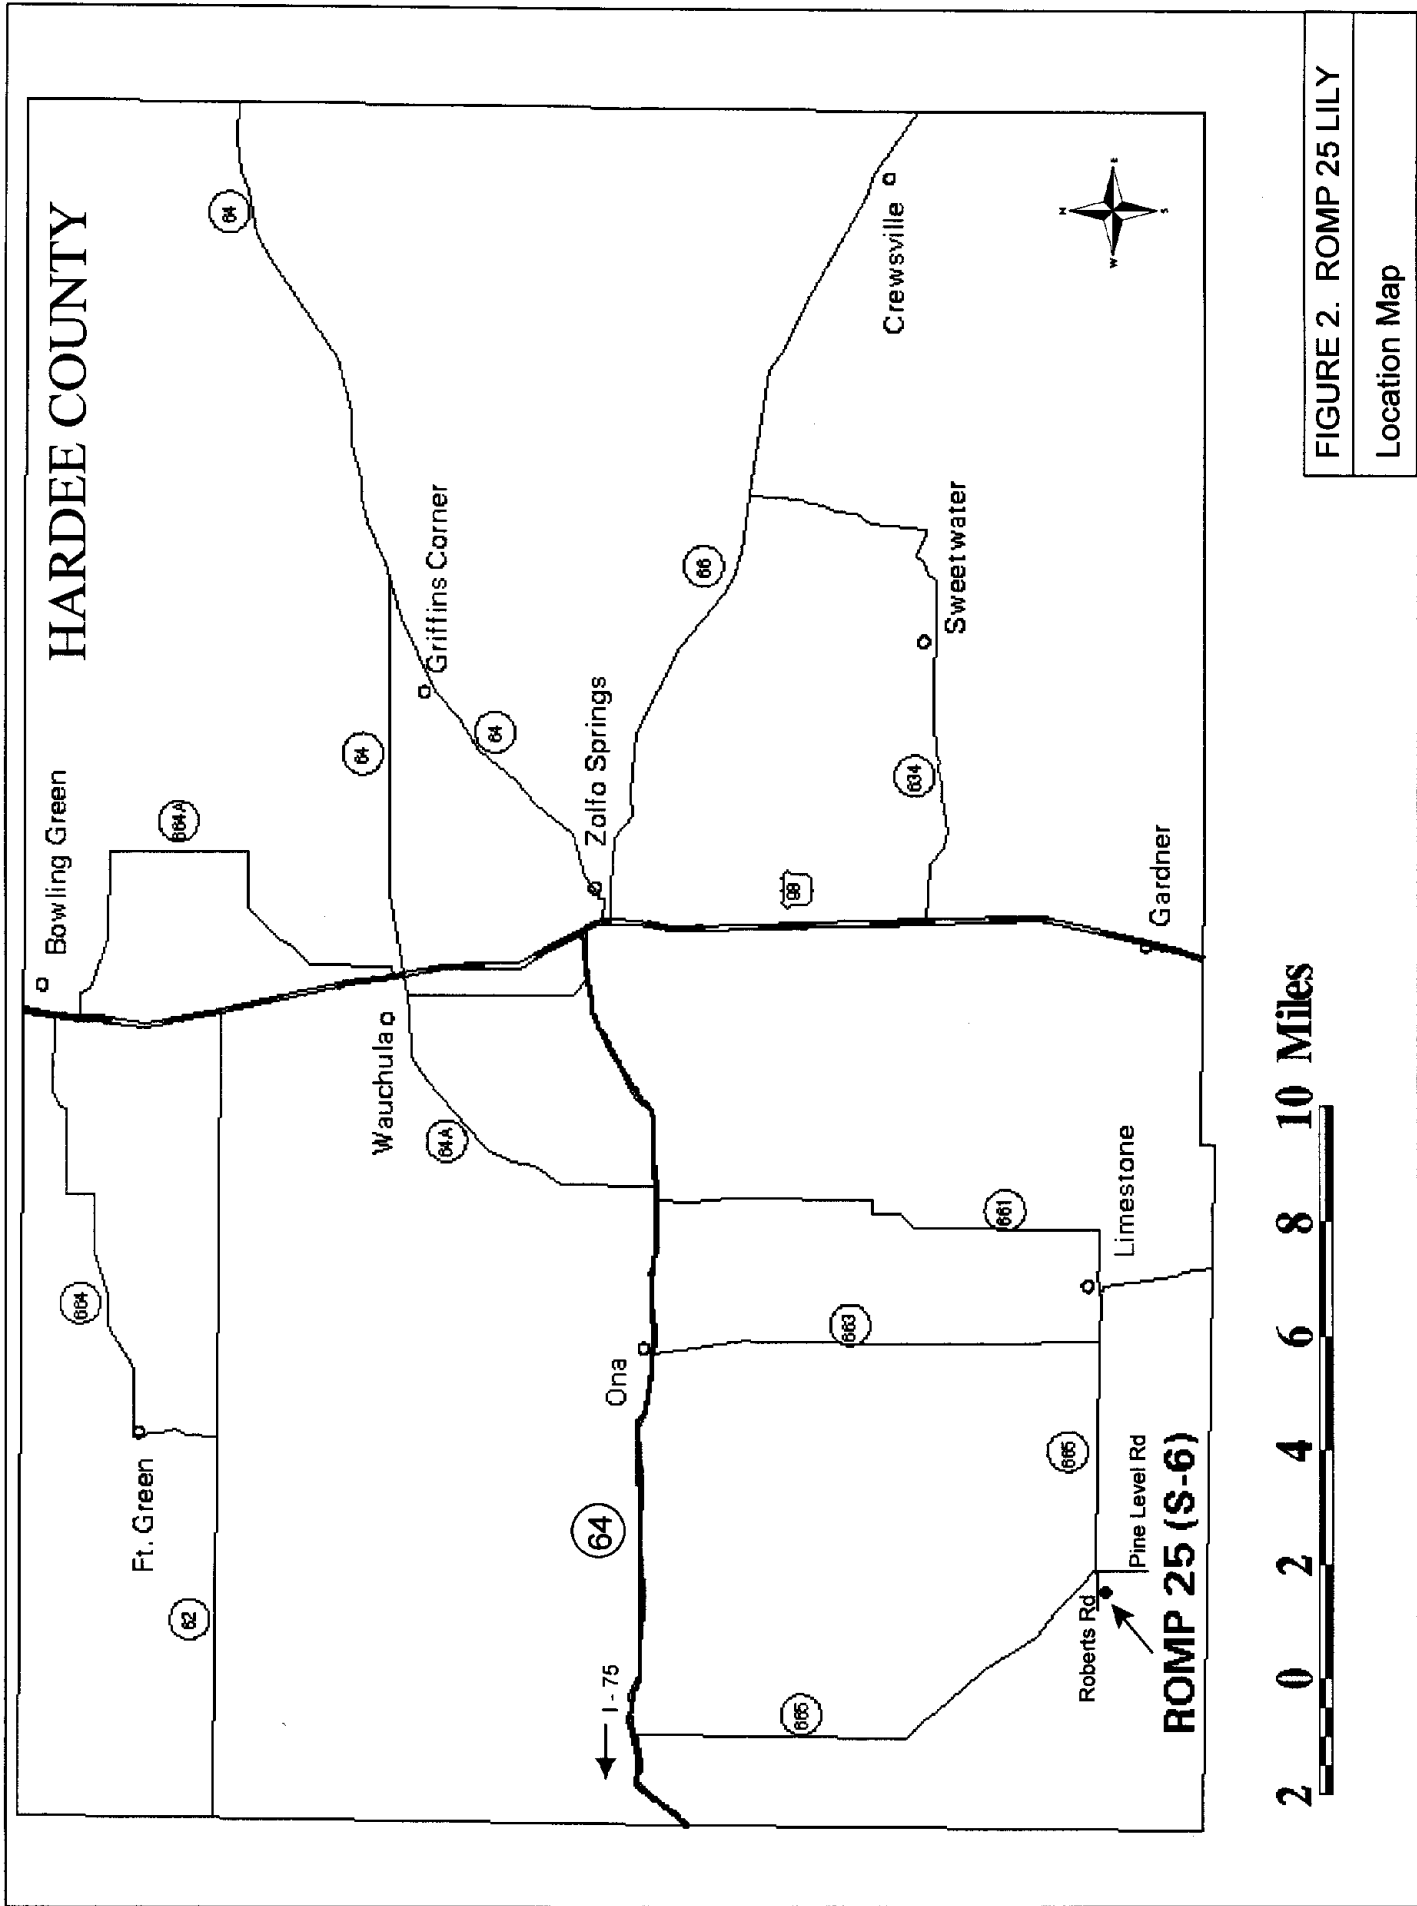 HARDEE COUNTY
Bowling Green
664A
64
664
Ft. Green
62
Wauchula
64A
64
Griffins Corner
64
Zolfo Springs
66
I - 75
64
Ona
98
663
661
665
634
Sweetwater
Crewsville
N
W
E
S
665
Roberts Rd
Pine Level Rd
Limestone
Gardner
ROMP 25 (S-6)
2 0 2 4 6 8 10 Miles
FIGURE 2. ROMP 25 LILY
Location Map